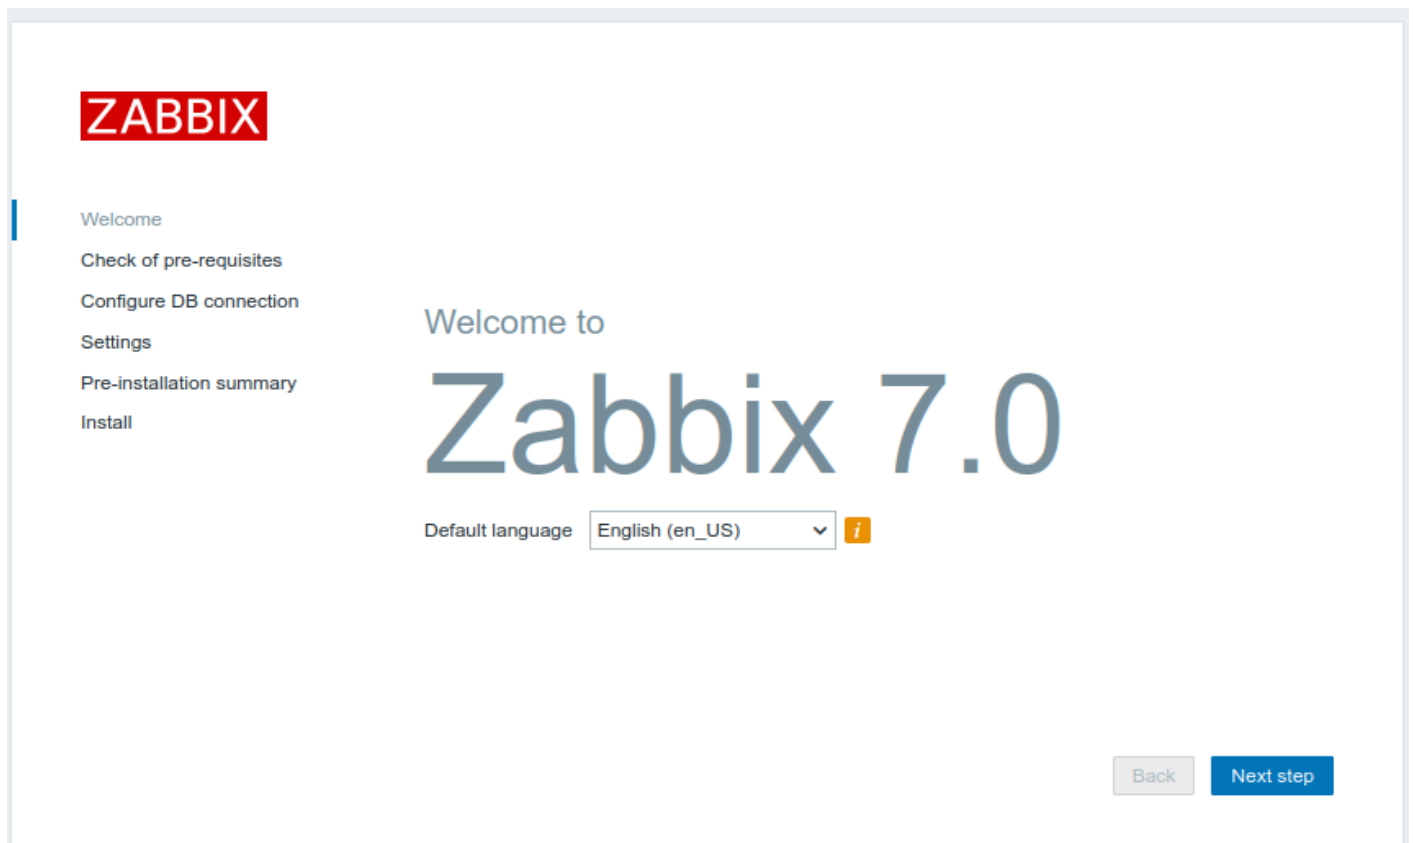 ZABBIX
Welcome
Check of pre-requisites
Configure DB connection
Settings
Pre-installation summary
Install
Welcome to
Zabbix 7.0
Default language English (en_US) i
Back Next step